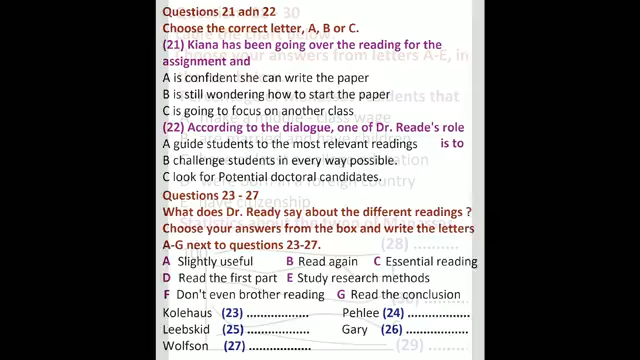 Questions 21 adn 22
Choose the correct letter, A, B or C.
(21) Kiana has been going over the reading for the
assignment and
A is confident she can write the paper
B is still wondering how to start the paper
C is going to focus on another class
(22) According to the dialogue, one of Dr. Reade's role
is to
A guide students to the most relevant readings
B challenge students in every way possible.
C look for Potential doctoral candidates.
Questions 23 - 27
What does Dr. Ready say about the different readings ?
Choose your answers from the box and write the letters
A-G next to questions 23-27.
A Slightly useful B Read again C Essential reading
D Read the first part E Study research methods
F Don't even brother reading G Read the conclusion
Kolehaus (23) .................. Pehlee (24) ..................
Leebskid (25) .................. Gary (26) ..................
Wolfson (27) ..................
(28) ..........
(29) ..........